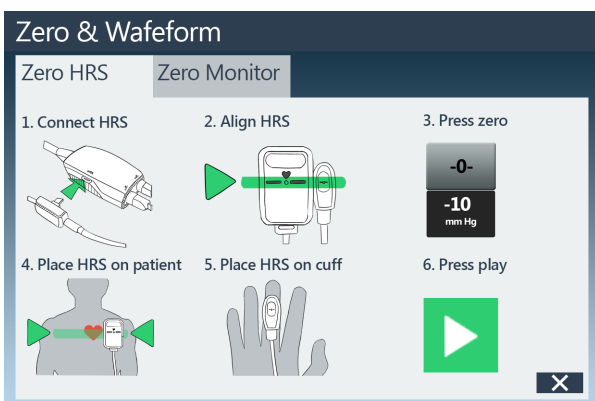 Zero & Wafeform
Zero HRS
Zero Monitor
1. Connect HRS
2. Align HRS
3. Press zero
-0-
-10
mm Hg
4. Place HRS on patient
5. Place HRS on cuff
6. Press play